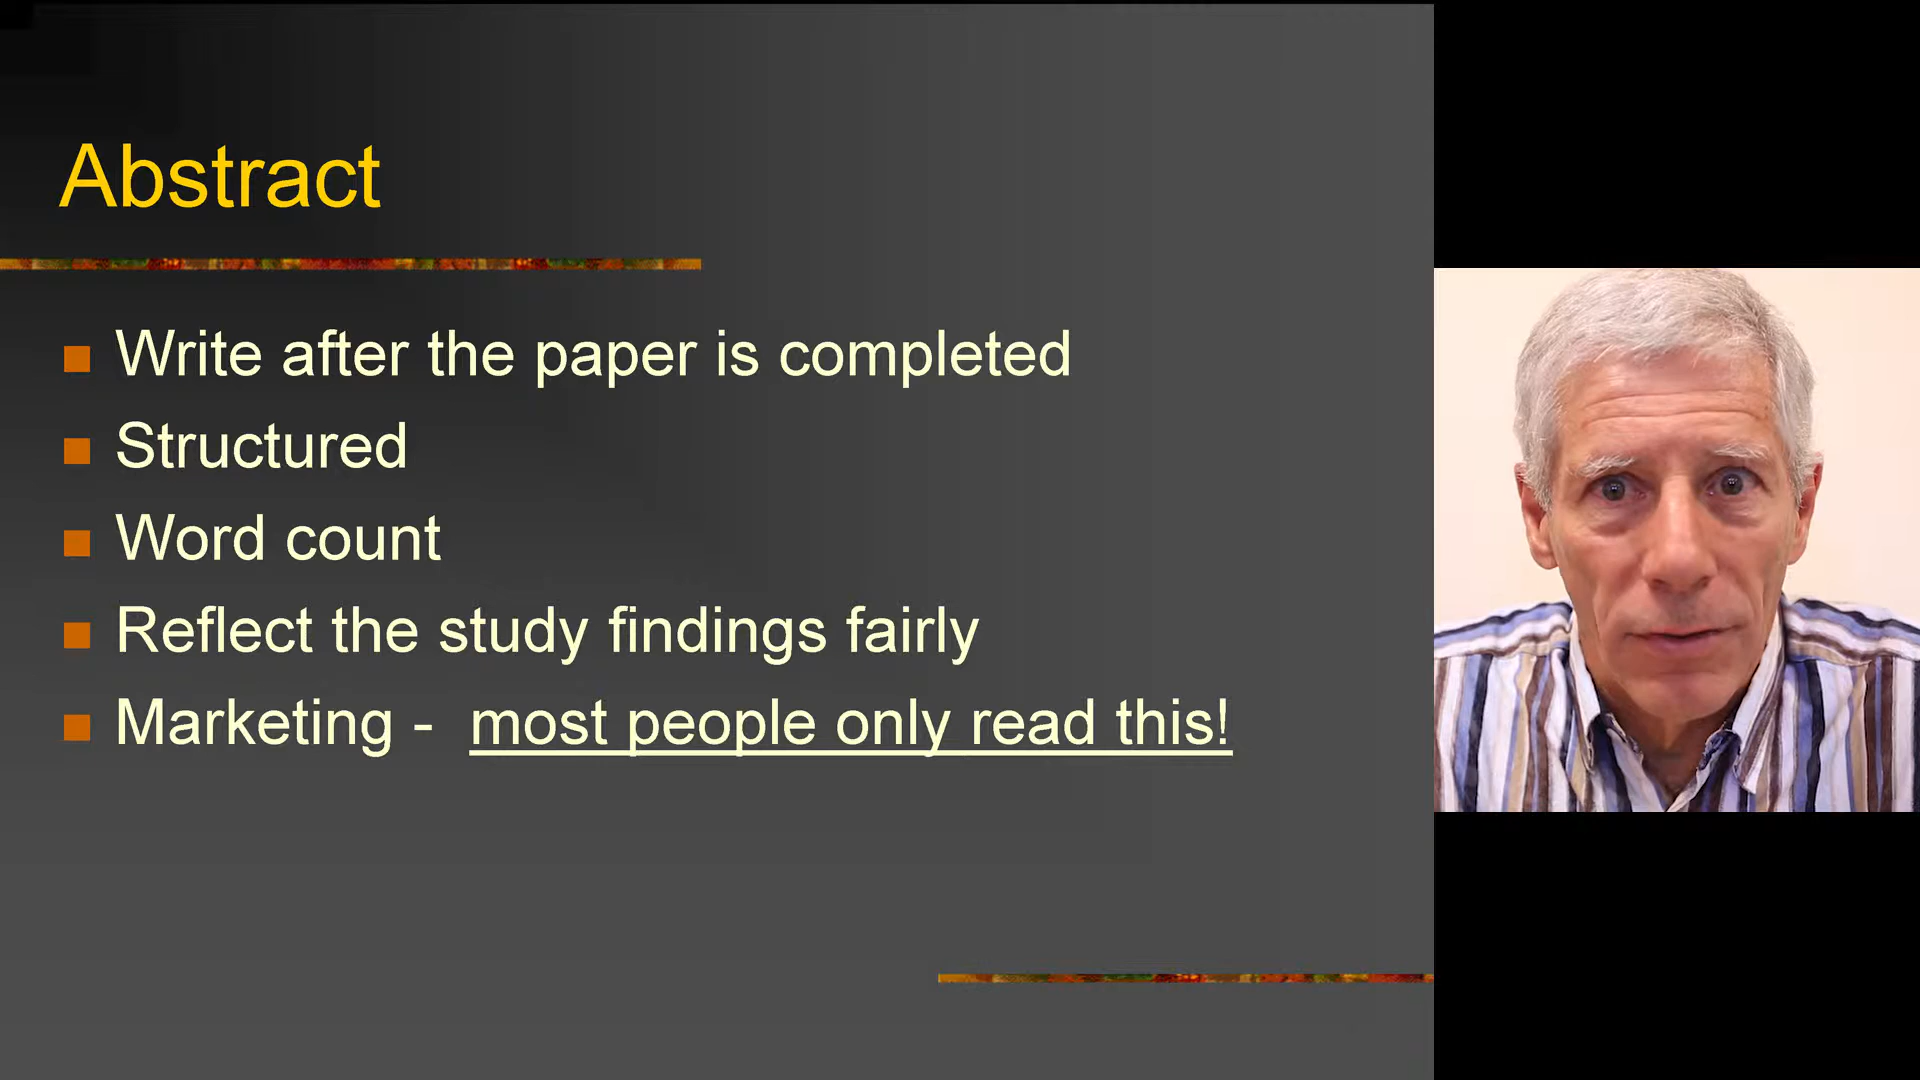 Abstract
Write after the paper is completed
Structured
Word count
Reflect the study findings fairly
Marketing - most people only read this!